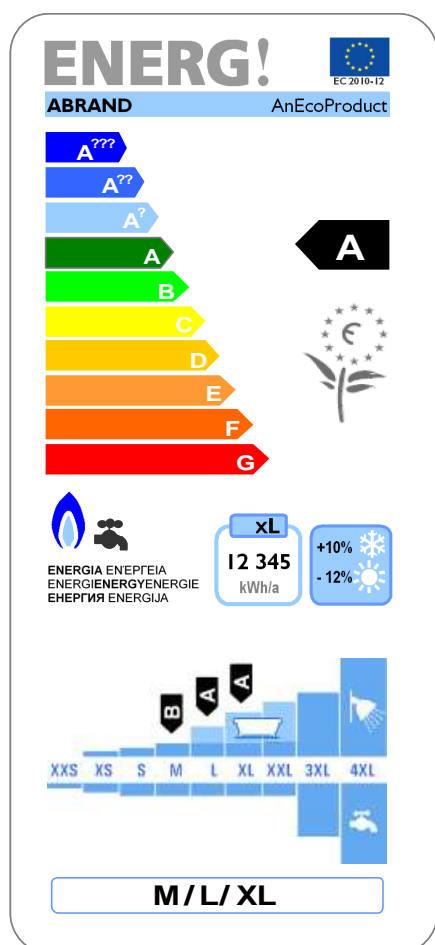 ENERG!
EC 2010-12
ABRAND AnEcoProduct
A???
A??
A?
A
A
B
C
€
D
E
F
G
xL
12 345
kWh/a
+10%
- 12%
ENERGIA ΕΝΈΡΓΕΙΑ
ENERGIENERGYENERGIE
ЕНЕРГИЯ ENERGIJA
B A A
XXS XS S M L XL XXL 3XL 4XL
M / L / XL